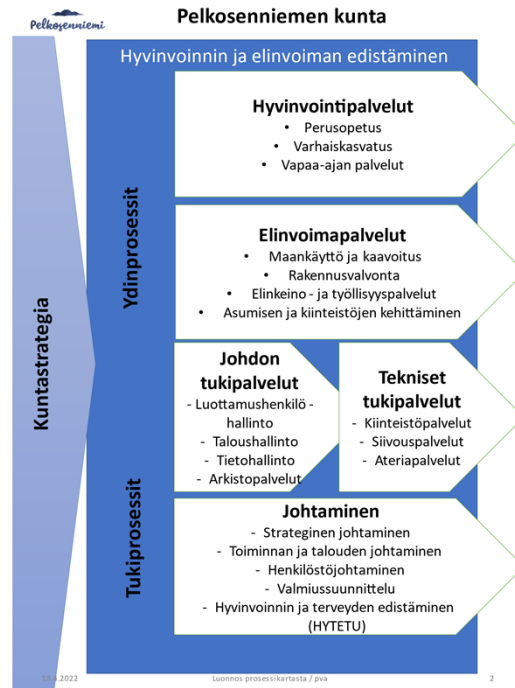 Pelkosenniemi
Pelkosenniemen kunta
Hyvinvoinnin ja elinvoiman edistäminen
Kuntastrategia
Ydinprosessit
Hyvinvointipalvelut
• Perusopetus
• Varhaiskasvatus
• Vapaa-ajan palvelut
Elinvoimapalvelut
• Maankäyttö ja kaavoitus
• Rakennusvalvonta
• Elinkeino - ja työllisyyspalvelut
• Asumisen ja kiinteistöjen kehittäminen
Tukiprosessit
Johdon
tukipalvelut
- Luottamushenkilö -
hallinto
- Taloushallinto
- Tietohallinto
- Arkistopalvelut
Tekniset
tukipalvelut
- Kiinteistöpalvelut
- Siivouspalvelut
- Ateriapalvelut
Johtaminen
- Strateginen johtaminen
- Toiminnan ja talouden johtaminen
- Henkilöstöjohtaminen
- Valmiussuunnittelu
- Hyvinvoinnin ja terveyden edistäminen
(HYTETU)
Luonnos prosessikartasta / pva
2